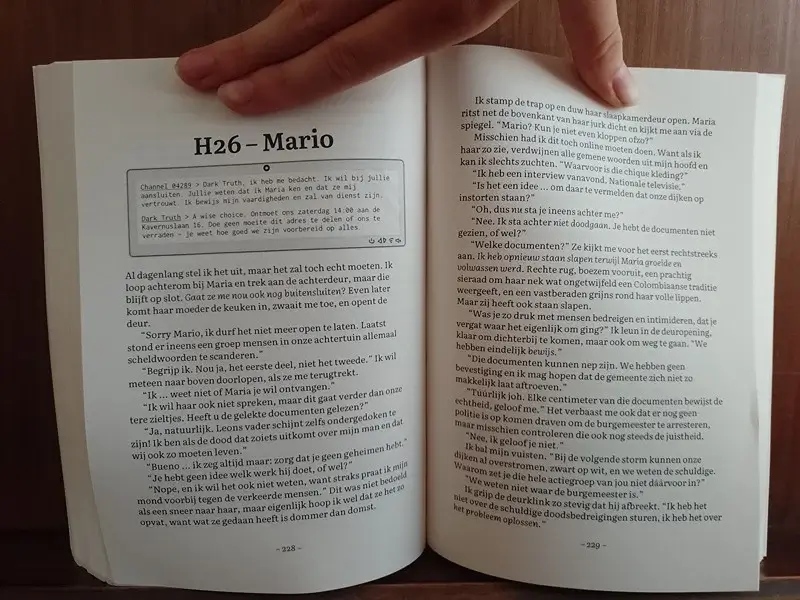 H26 – Mario
Channel 04289 > Dark Truth, ik heb me bedacht. Ik wil bij jullie
aansluiten. Jullie weten dat ik Maria ken en dat ze mij
vertrouwt. Ik bewijs mijn vaardigheden en zal van dienst zijn.
Dark Truth > A wise choice. Ontmoet ons zaterdag 14:00 aan de
Kavernuslaan 16. Doe geen moeite dit adres te delen of ons te
verraden – je weet hoe goed we zijn voorbereid op alles
Al dagenlang stel ik het uit, maar het zal toch echt moeten. Ik
loop achterom bij Maria en trek aan de achterdeur, maar die
blijft op slot. Gaat ze me nou ook nog buitensluiten? Even later
komt haar moeder de keuken in, zwaait me toe, en opent de
deur.
“Sorry Mario, ik durf het niet meer open te laten. Laatst
stond er ineens een groep mensen in onze achtertuin allemaal
scheldwoorden te scanderen.”
“Begrijp ik. Nou ja, het eerste deel, niet het tweede.” Ik wil
meteen naar boven doorlopen, als ze me terugtrekt.
“Ik ... weet niet of Maria je wil ontvangen.”
“Ik wil haar ook niet spreken, maar dit gaat verder dan onze
tere zieltjes. Heeft u de gelekte documenten gelezen?”
“Ja, natuurlijk. Leons vader schijnt zelfs ondergedoken te
zijn! Ik ben als de dood dat zoiets uitkomt over mijn man en dat
wij ook zo moeten leven.”
“Bueno ... ik zeg altijd maar: zorg dat je geen geheimen hebt.”
“Je hebt geen idee welk werk hij doet, of wel?”
“Nope, en ik wil het ook niet weten, want straks praat ik mijn
mond voorbij tegen de verkeerde mensen.” Dit was niet bedoeld
als een sneer naar haar, maar eigenlijk hoop ik wel dat ze het zo
opvat, want wat ze gedaan heeft is dommer dan domst.
– 228 –
Ik stamp de trap op en duw haar slaapkamerdeur open. Maria
ritst net de bovenkant van haar jurk dicht en kijkt me aan via de
spiegel. “Mario? Kun je niet even kloppen ofzo?”
Misschien had ik dit toch online moeten doen. Want als ik
haar zo zie, verdwijnen alle gemene woorden uit mijn hoofd en
kan ik slechts zuchten. “Waarvoor is die chique kleding?”
“Ik heb een interview vanavond. Nationale televisie.”
“Is het een idee ... om daar te vermelden dat onze dijken op
instorten staan?”
“Oh, dus nu sta je ineens achter me?”
“Nee. Ik sta achter niet doodgaan. Je hebt de documenten niet
gezien, of wel?”
“Welke documenten?” Ze kijkt me voor het eerst rechtstreeks
aan. Ik heb opnieuw staan slapen terwijl Maria groeide en
volwassen werd. Rechte rug, boezem vooruit, een prachtig
sieraad om haar nek wat ongetwijfeld een Colombiaanse traditie
weergeeft, en een vastberaden grijns rond haar volle lippen.
Maar zij heeft ook staan slapen.
“Was je zo druk met mensen bedreigen en intimideren, dat je
vergat waar het eigenlijk om ging?” Ik leun in de deuropening,
klaar om dichterbij te komen, maar ook om weg te gaan. “We
hebben eindelijk bewijs.”
“Die documenten kunnen nep zijn. We hebben geen
bevestiging en ik mag hopen dat de gemeente zich niet zo
makkelijk laat aftroeven.”
“Túúrlijk joh. Elke centimeter van die documenten bewijst de
echtheid, geloof me.” Het verbaast me ook dat er nog geen
politie is op komen draven om de burgemeester te arresteren,
maar misschien controleren die ook nog steeds de juistheid.
“Nee, ik geloof je niet.”
Ik bal mijn vuisten. “Bij de volgende storm kunnen onze
dijken al overstromen, zwart op wit, en we weten de schuldige.
Waarom zet je die hele actiegroep van jou niet dáárvoor in?”
“We weten niet waar de burgemeester is.”
Ik grijp de deurklink zo stevig dat hij afbreekt. “Ik heb het
niet over de schuldige doodsbedreigingen sturen, ik heb het over
het probleem oplossen.”
– 229 –